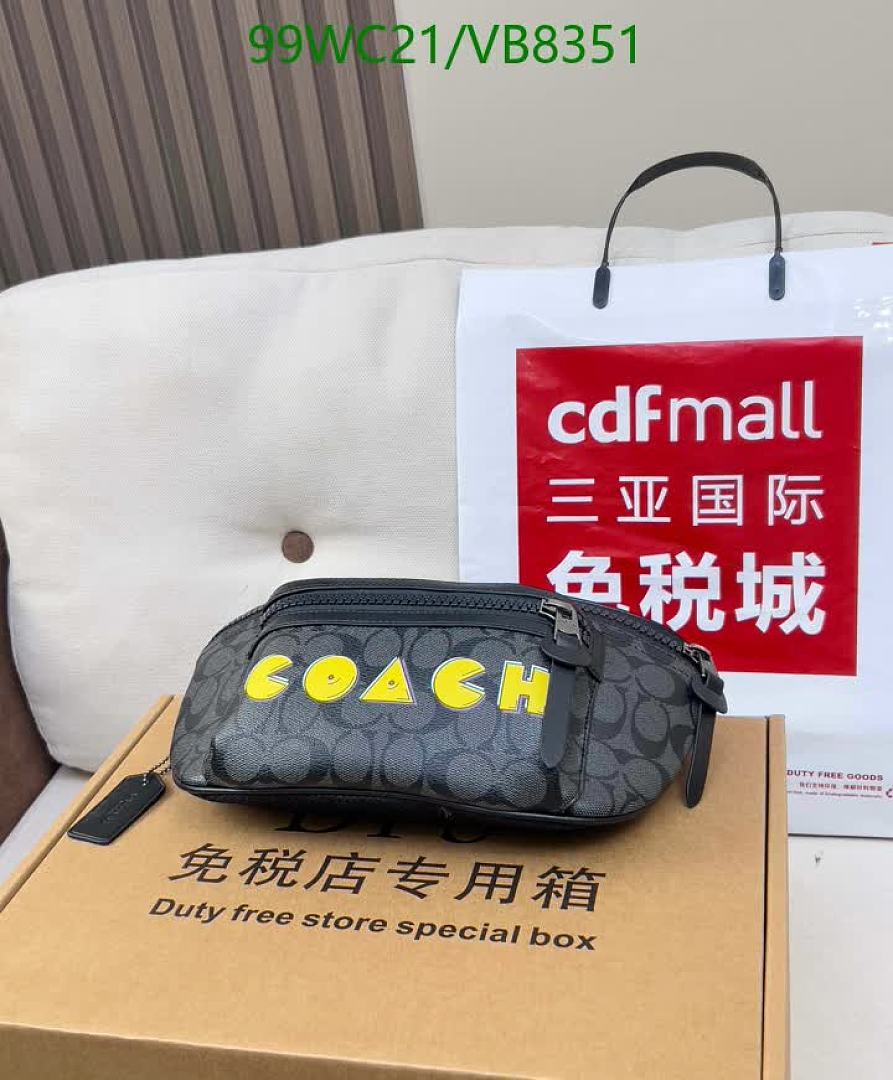 99WC21/VB8351
cdfmall
三亚国际
免税城
COACH
DUTY FREE GOODS
免税店专用箱
Duty free store special box